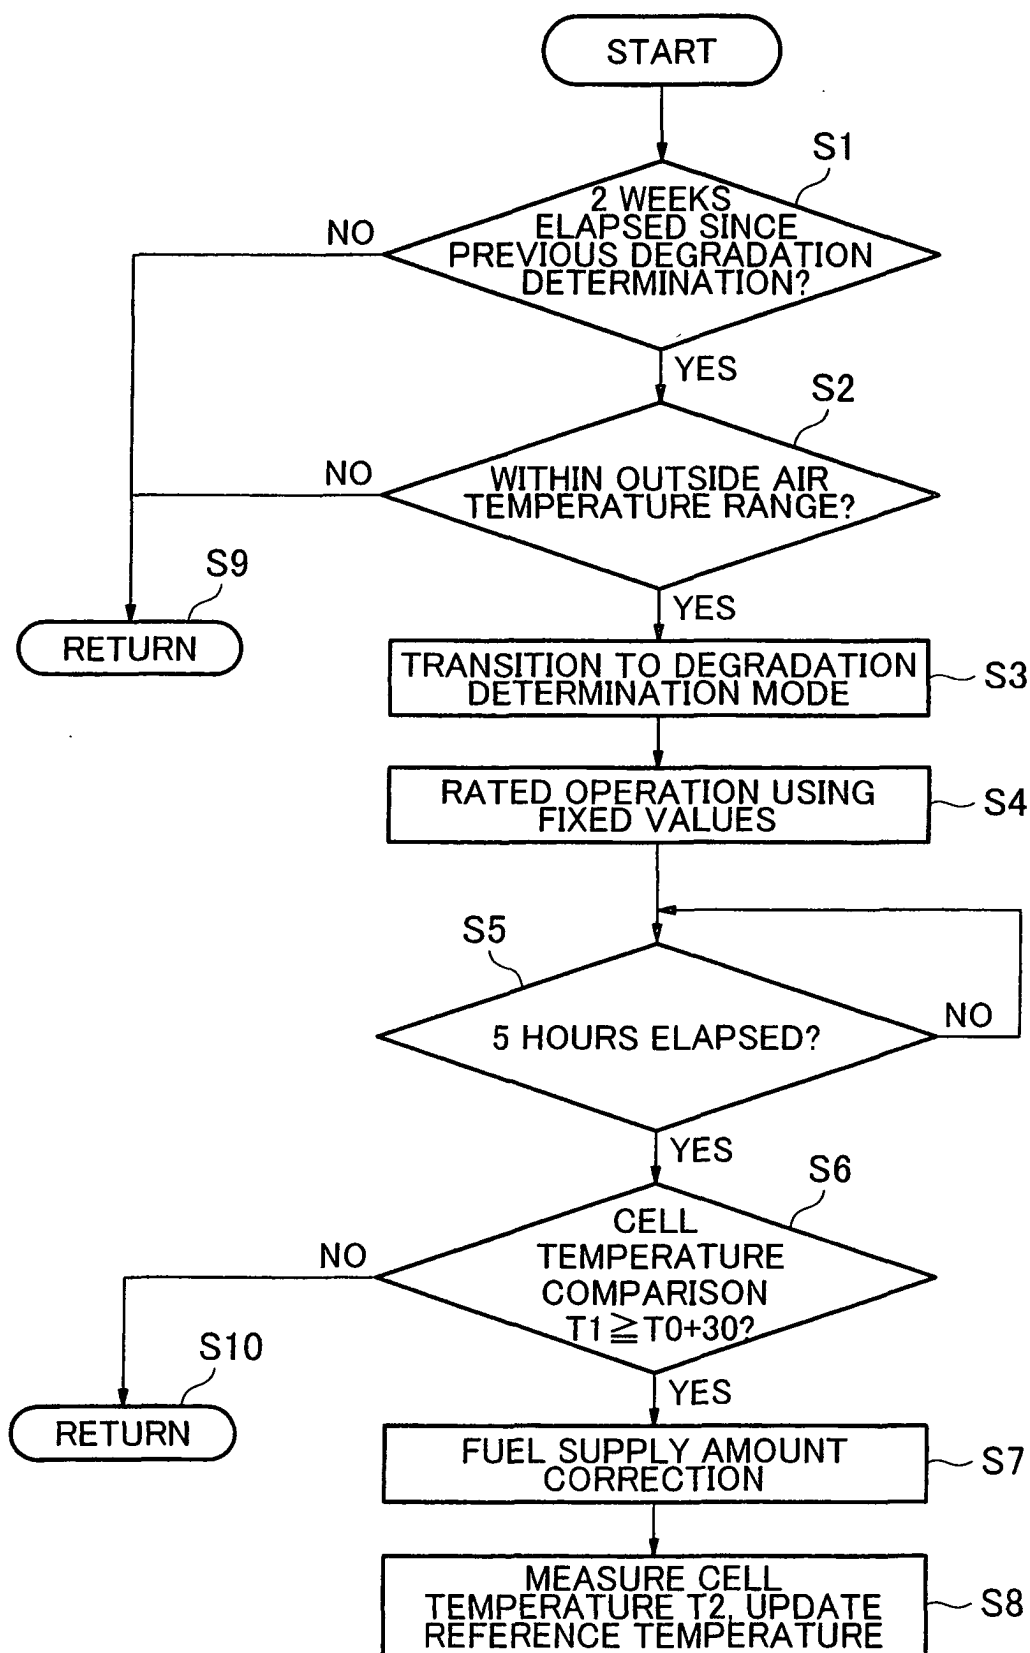 START
S1
2 WEEKS
ELAPSED SINCE
PREVIOUS DEGRADATION
DETERMINATION?
NO
YES
S2
WITHIN OUTSIDE AIR
TEMPERATURE RANGE?
NO
YES
S9
RETURN
TRANSITION TO DEGRADATION
DETERMINATION MODE
S3
RATED OPERATION USING
FIXED VALUES
S4
S5
5 HOURS ELAPSED?
NO
YES
S6
CELL
TEMPERATURE
COMPARISON
T1≧T0+30?
NO
YES
S10
RETURN
FUEL SUPPLY AMOUNT
CORRECTION
S7
MEASURE CELL
TEMPERATURE T2, UPDATE
REFERENCE TEMPERATURE
S8